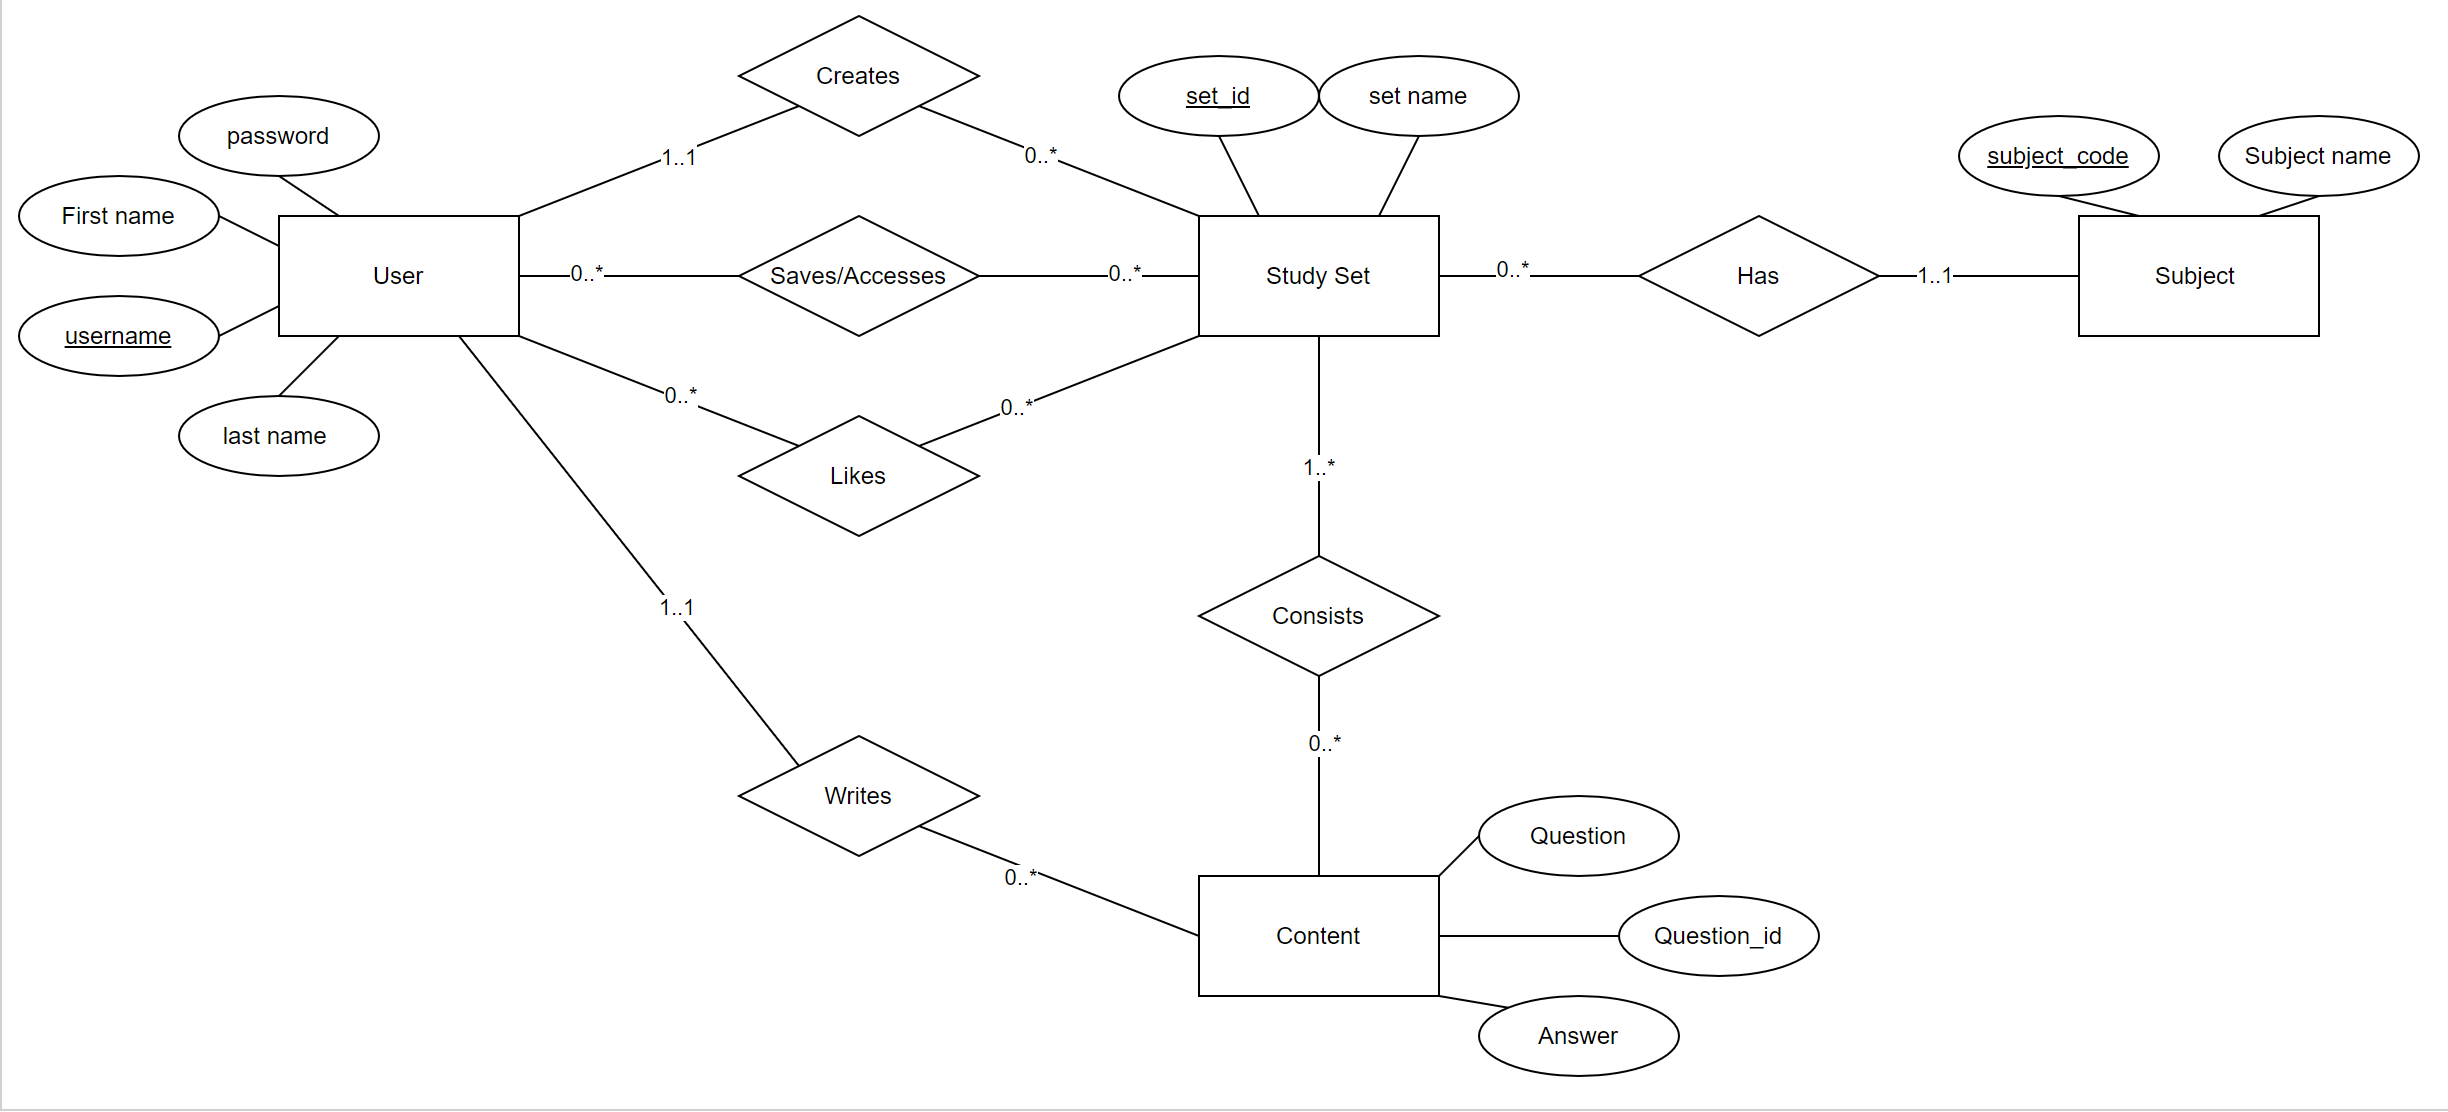 Creates
set_id
set name
password
1..1
0..*
subject_code
Subject name
First name
User
0..*
Saves/Accesses
0..*
Study Set
0..*
Has
1..1
Subject
username
0..*
0..*
last name
Likes
1..*
1..1
Consists
0..*
Writes
0..*
Question
Content
Question_id
Answer